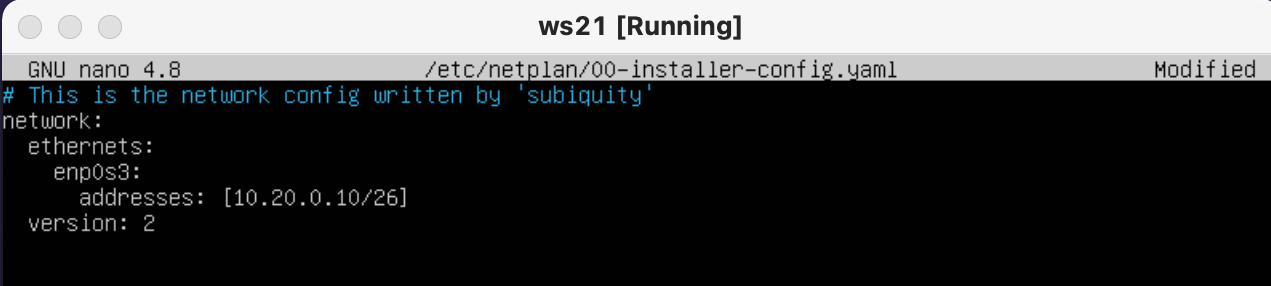 ws21 [Running]
GNU nano 4.8 /etc/netplan/00-installer-config.yaml Modified
# This is the network config written by 'subiquity'
network:
  ethernets:
    enp0s3:
      addresses: [10.20.0.10/26]
  version: 2